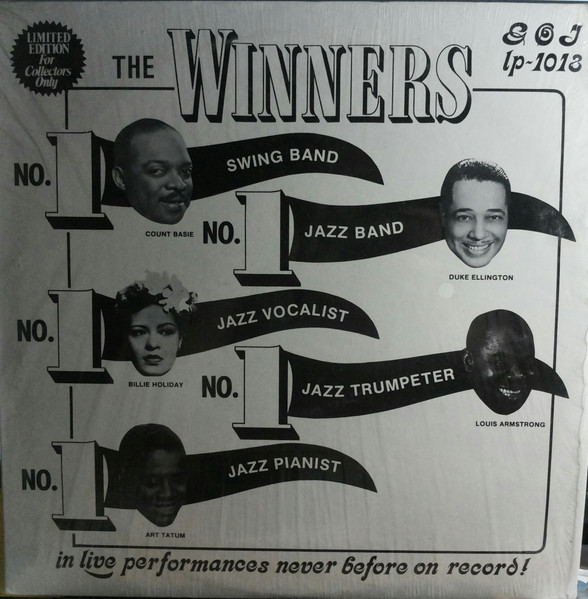 LIMITED
EDITION
For
Collectors
Only
THE WINNERS
GOJ
lp-1013
NO. 1 SWING BAND
COUNT BASIE
NO. 1 JAZZ BAND
DUKE ELLINGTON
NO. 1 JAZZ VOCALIST
BILLIE HOLIDAY
NO. 1 JAZZ TRUMPETER
LOUIS ARMSTRONG
NO. 1 JAZZ PIANIST
ART TATUM
in live performances never before on record!